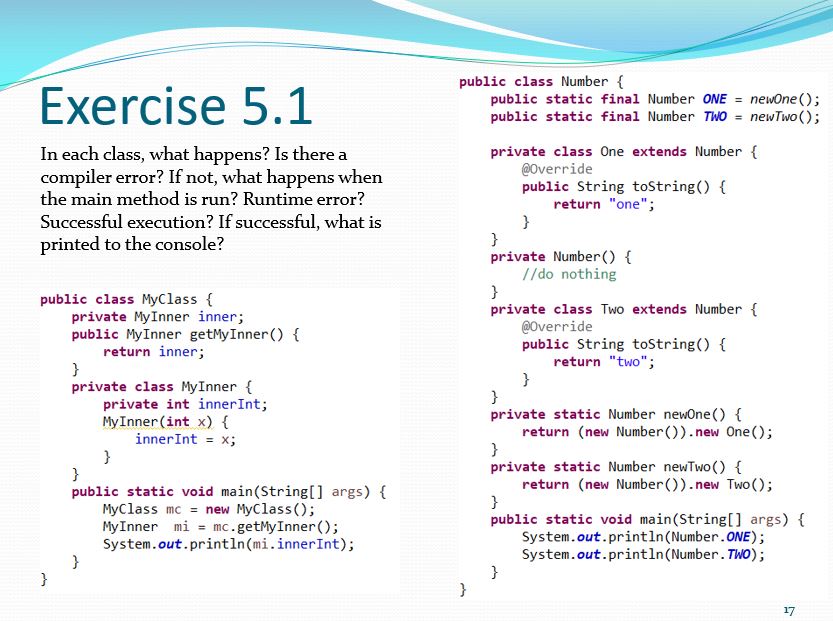 Exercise 5.1
In each class, what happens? Is there a
compiler error? If not, what happens when
the main method is run? Runtime error?
Successful execution? If successful, what is
printed to the console?
public class MyClass {
    private MyInner inner;
    public MyInner getMyInner() {
        return inner;
    }
    private class MyInner {
        private int innerInt;
        MyInner(int x) {
            innerInt = x;
        }
    }
    public static void main(String[] args) {
        MyClass mc = new MyClass();
        MyInner  mi = mc.getMyInner();
        System.out.println(mi.innerInt);
    }
}
public class Number {
    public static final Number ONE = newOne();
    public static final Number TWO = newTwo();

    private class One extends Number {
        @Override
        public String toString() {
            return "one";
        }
    }
    private Number() {
        //do nothing
    }
    private class Two extends Number {
        @Override
        public String toString() {
            return "two";
        }
    }
    private static Number newOne() {
        return (new Number()).new One();
    }
    private static Number newTwo() {
        return (new Number()).new Two();
    }
    public static void main(String[] args) {
        System.out.println(Number.ONE);
        System.out.println(Number.TWO);
    }
}
17